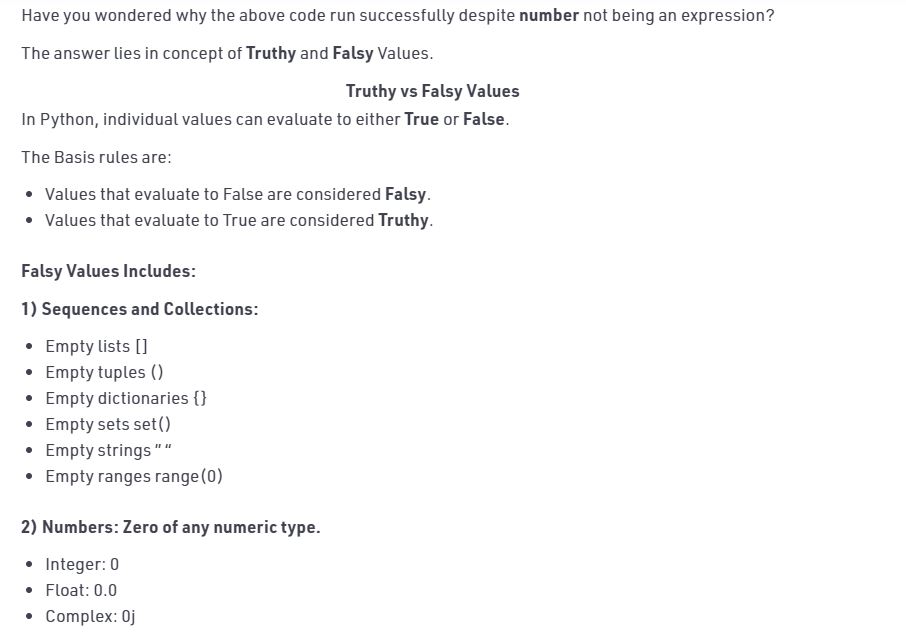 Have you wondered why the above code run successfully despite number not being an expression?
The answer lies in concept of Truthy and Falsy Values.
Truthy vs Falsy Values
In Python, individual values can evaluate to either True or False.
The Basis rules are:
• Values that evaluate to False are considered Falsy.
• Values that evaluate to True are considered Truthy.
Falsy Values Includes:
1) Sequences and Collections:
• Empty lists []
• Empty tuples ()
• Empty dictionaries {}
• Empty sets set()
• Empty strings ” “
• Empty ranges range(0)
2) Numbers: Zero of any numeric type.
• Integer: 0
• Float: 0.0
• Complex: 0j